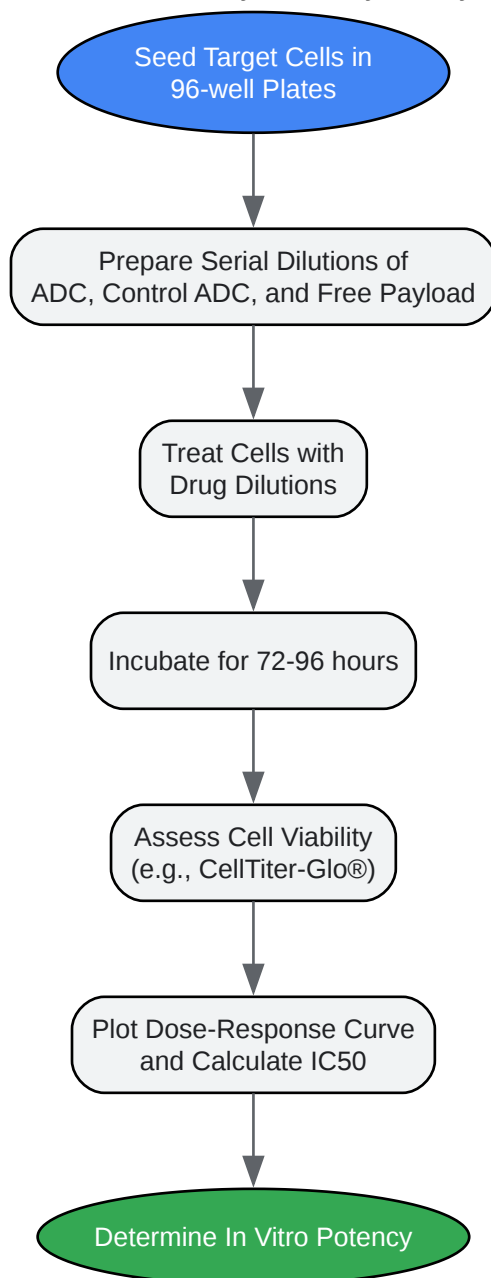 Seed Target Cells in
96-well Plates
Prepare Serial Dilutions of
ADC, Control ADC, and Free Payload
Treat Cells with
Drug Dilutions
Incubate for 72-96 hours
Assess Cell Viability
(e.g., CellTiter-Glo®)
Plot Dose-Response Curve
and Calculate IC50
Determine In Vitro Potency